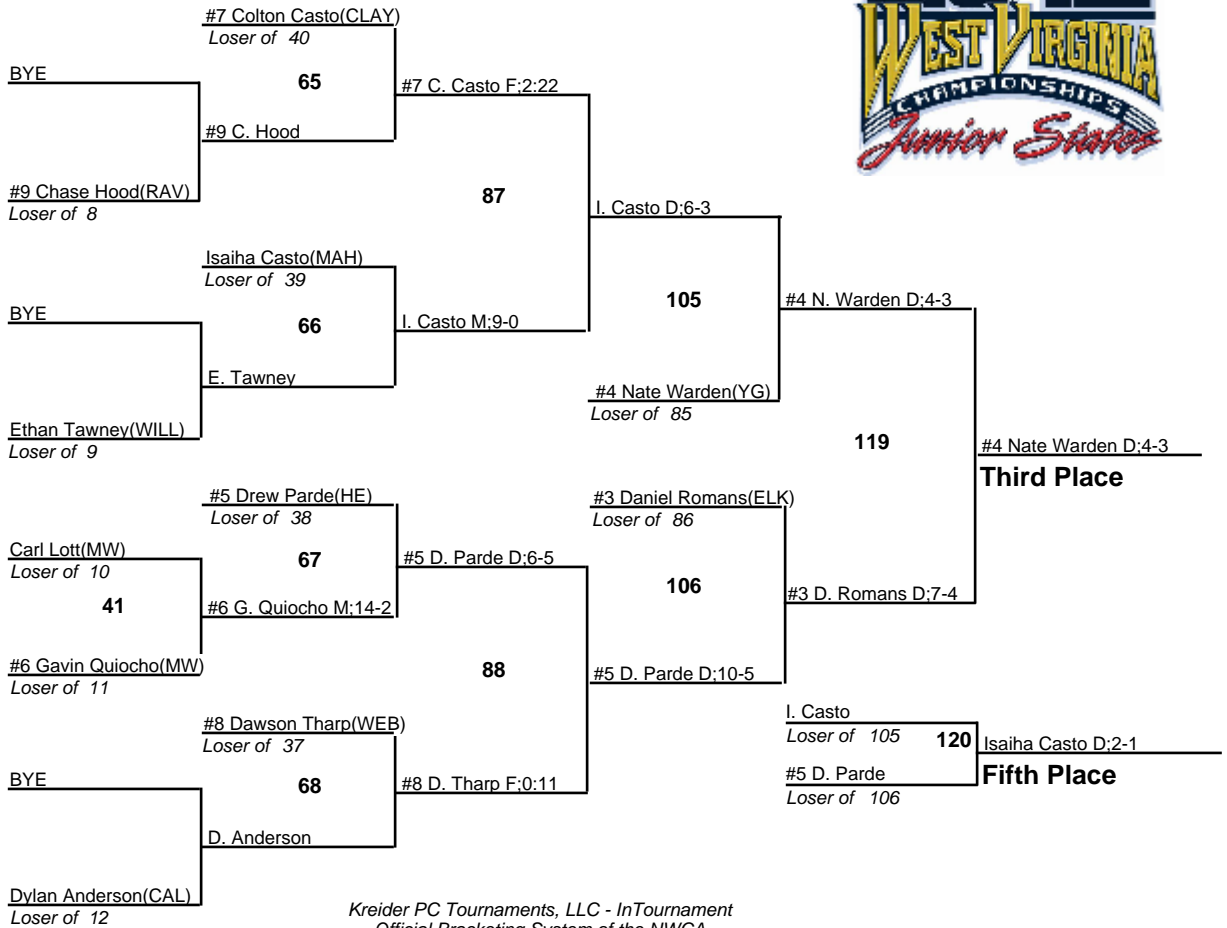 WEST VIRGINIA
CHAMPIONSHIPS
Junior States
#7 Colton Casto(CLAY)
Loser of 40
BYE
65
#7 C. Casto F;2:22
#9 C. Hood
#9 Chase Hood(RAV)
Loser of 8
87
I. Casto D;6-3
Isaiha Casto(MAH)
Loser of 39
105
#4 N. Warden D;4-3
BYE
66
I. Casto M;9-0
E. Tawney
#4 Nate Warden(YG)
Loser of 85
Ethan Tawney(WILL)
Loser of 9
119
#4 Nate Warden D;4-3
Third Place
#5 Drew Parde(HE)
Loser of 38
#3 Daniel Romans(ELK)
Loser of 86
Carl Lott(MW)
Loser of 10
67
#5 D. Parde D;6-5
106
41
#6 G. Quiocho M;14-2
#3 D. Romans D;7-4
#6 Gavin Quiocho(MW)
Loser of 11
88
#5 D. Parde D;10-5
#8 Dawson Tharp(WEB)
Loser of 37
I. Casto
Loser of 105
120
Isaiha Casto D;2-1
Fifth Place
#5 D. Parde
Loser of 106
BYE
68
#8 D. Tharp F;0:11
D. Anderson
Dylan Anderson(CAL)
Loser of 12
Kreider PC Tournaments, LLC - InTournament
Official Bracketing System of the NWCA